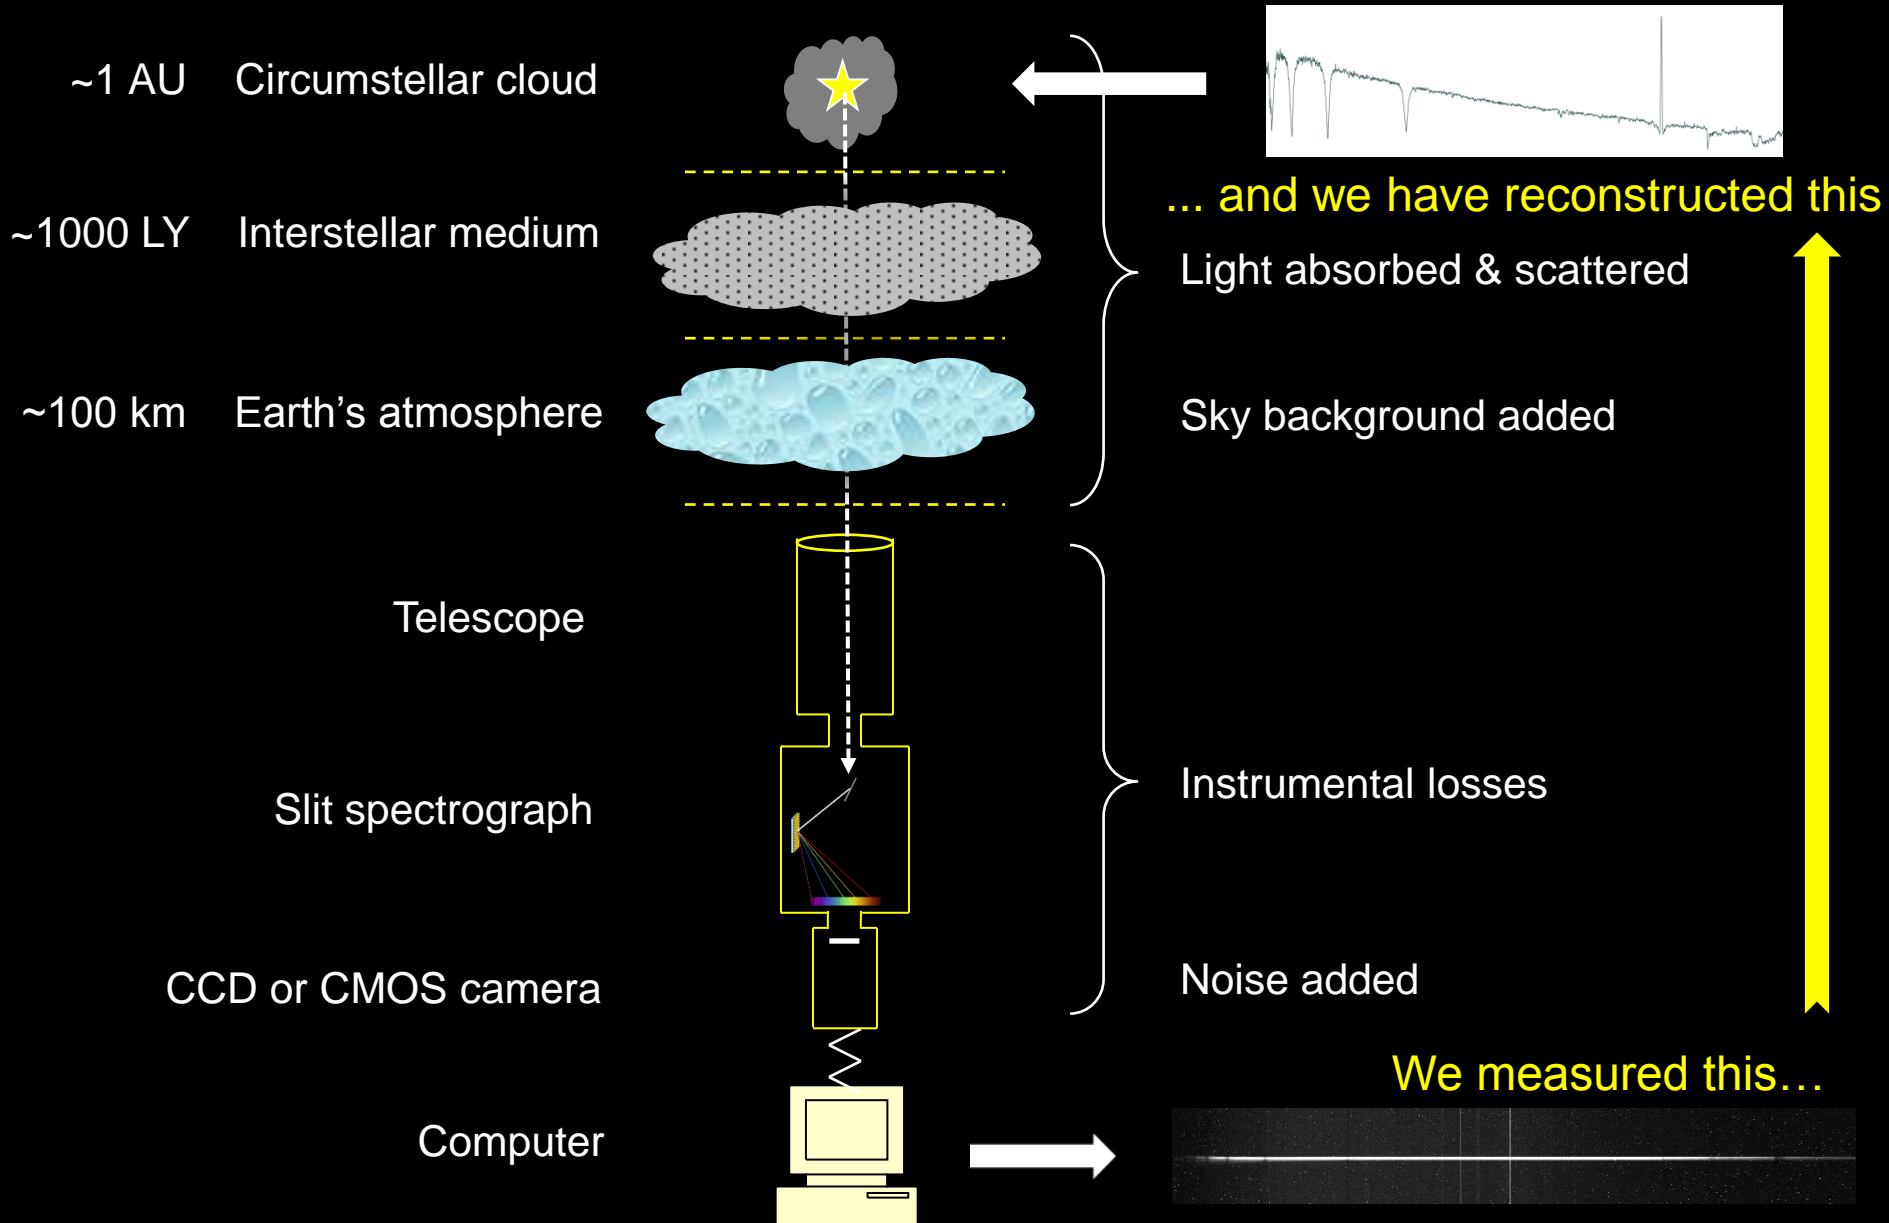 ~1 AU Circumstellar cloud
... and we have reconstructed this
~1000 LY Interstellar medium
Light absorbed & scattered
~100 km Earth’s atmosphere
Sky background added
Telescope
Slit spectrograph
Instrumental losses
CCD or CMOS camera
Noise added
We measured this…
Computer